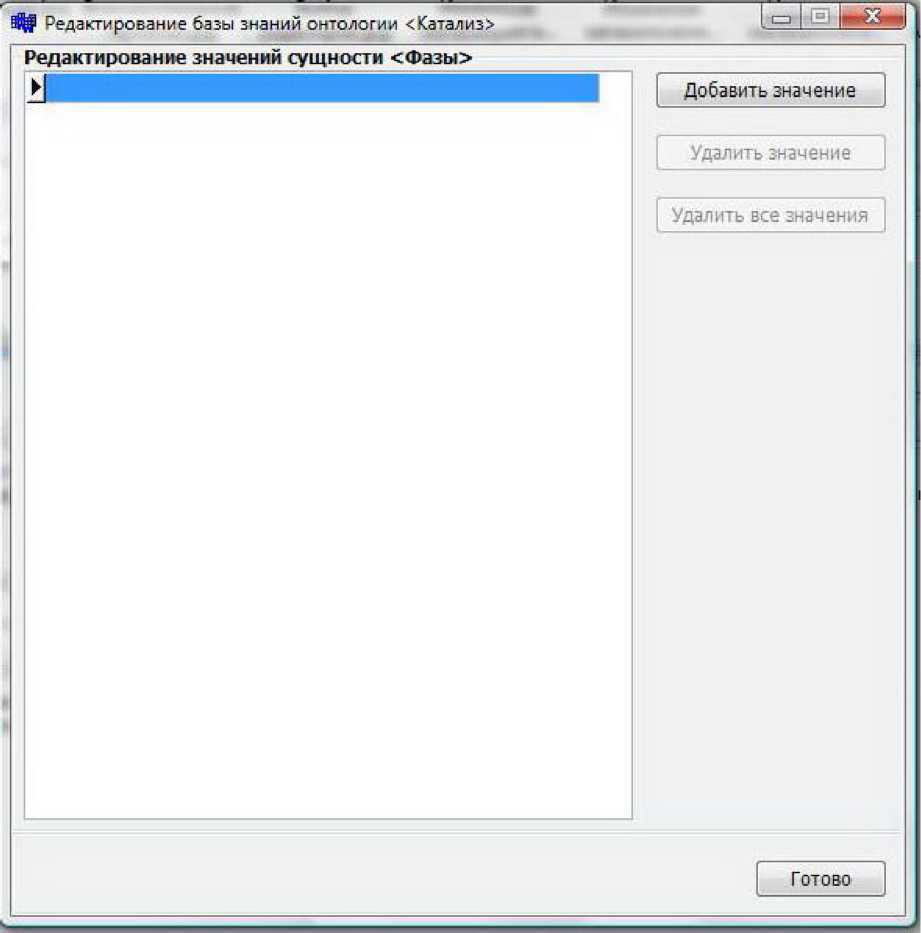 Редактирование базы знаний онтологии <Катализ>
Редактирование значений сущности <Фазы>
Добавить значение
Удалить значение
Удалить все значения
Готово